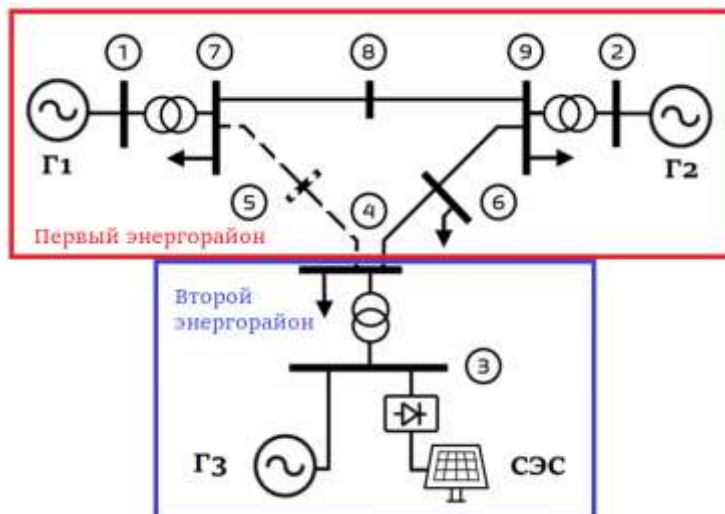 1
7
8
9
2
Г1
Г2
5
4
6
Первый энергорайон
Второй
энергорайон
3
Г3
СЭС